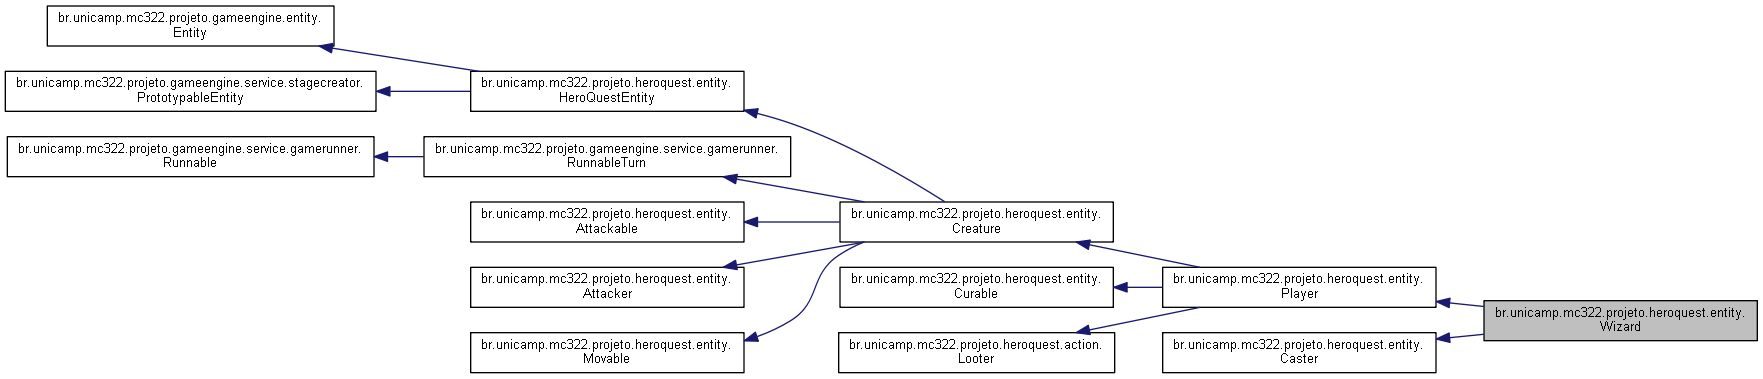 br.unicamp.mc322.projeto.gameengine.entity.
Entity
br.unicamp.mc322.projeto.gameengine.service.stagecreator.
PrototypableEntity
br.unicamp.mc322.projeto.heroquest.entity.
HeroQuestEntity
br.unicamp.mc322.projeto.gameengine.service.gamerunner.
Runnable
br.unicamp.mc322.projeto.gameengine.service.gamerunner.
RunnableTurn
br.unicamp.mc322.projeto.heroquest.entity.
Attackable
br.unicamp.mc322.projeto.heroquest.entity.
Creature
br.unicamp.mc322.projeto.heroquest.entity.
Attacker
br.unicamp.mc322.projeto.heroquest.entity.
Curable
br.unicamp.mc322.projeto.heroquest.entity.
Player
br.unicamp.mc322.projeto.heroquest.entity.
Wizard
br.unicamp.mc322.projeto.heroquest.entity.
Movable
br.unicamp.mc322.projeto.heroquest.action.
Looter
br.unicamp.mc322.projeto.heroquest.entity.
Caster